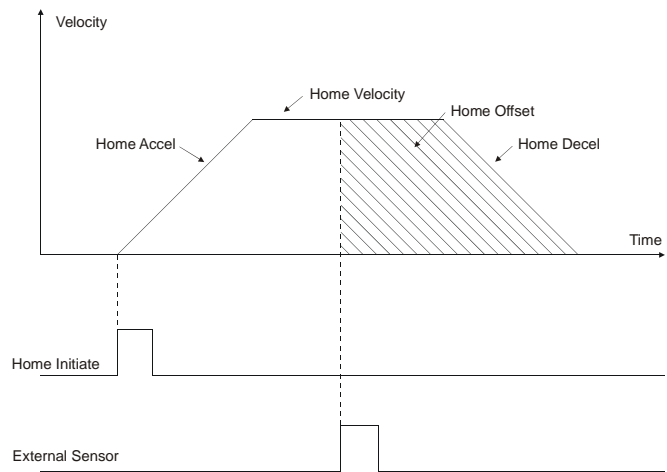 Velocity
Home Velocity
Home Offset
Home Accel
Home Decel
Time
Home Initiate
External Sensor